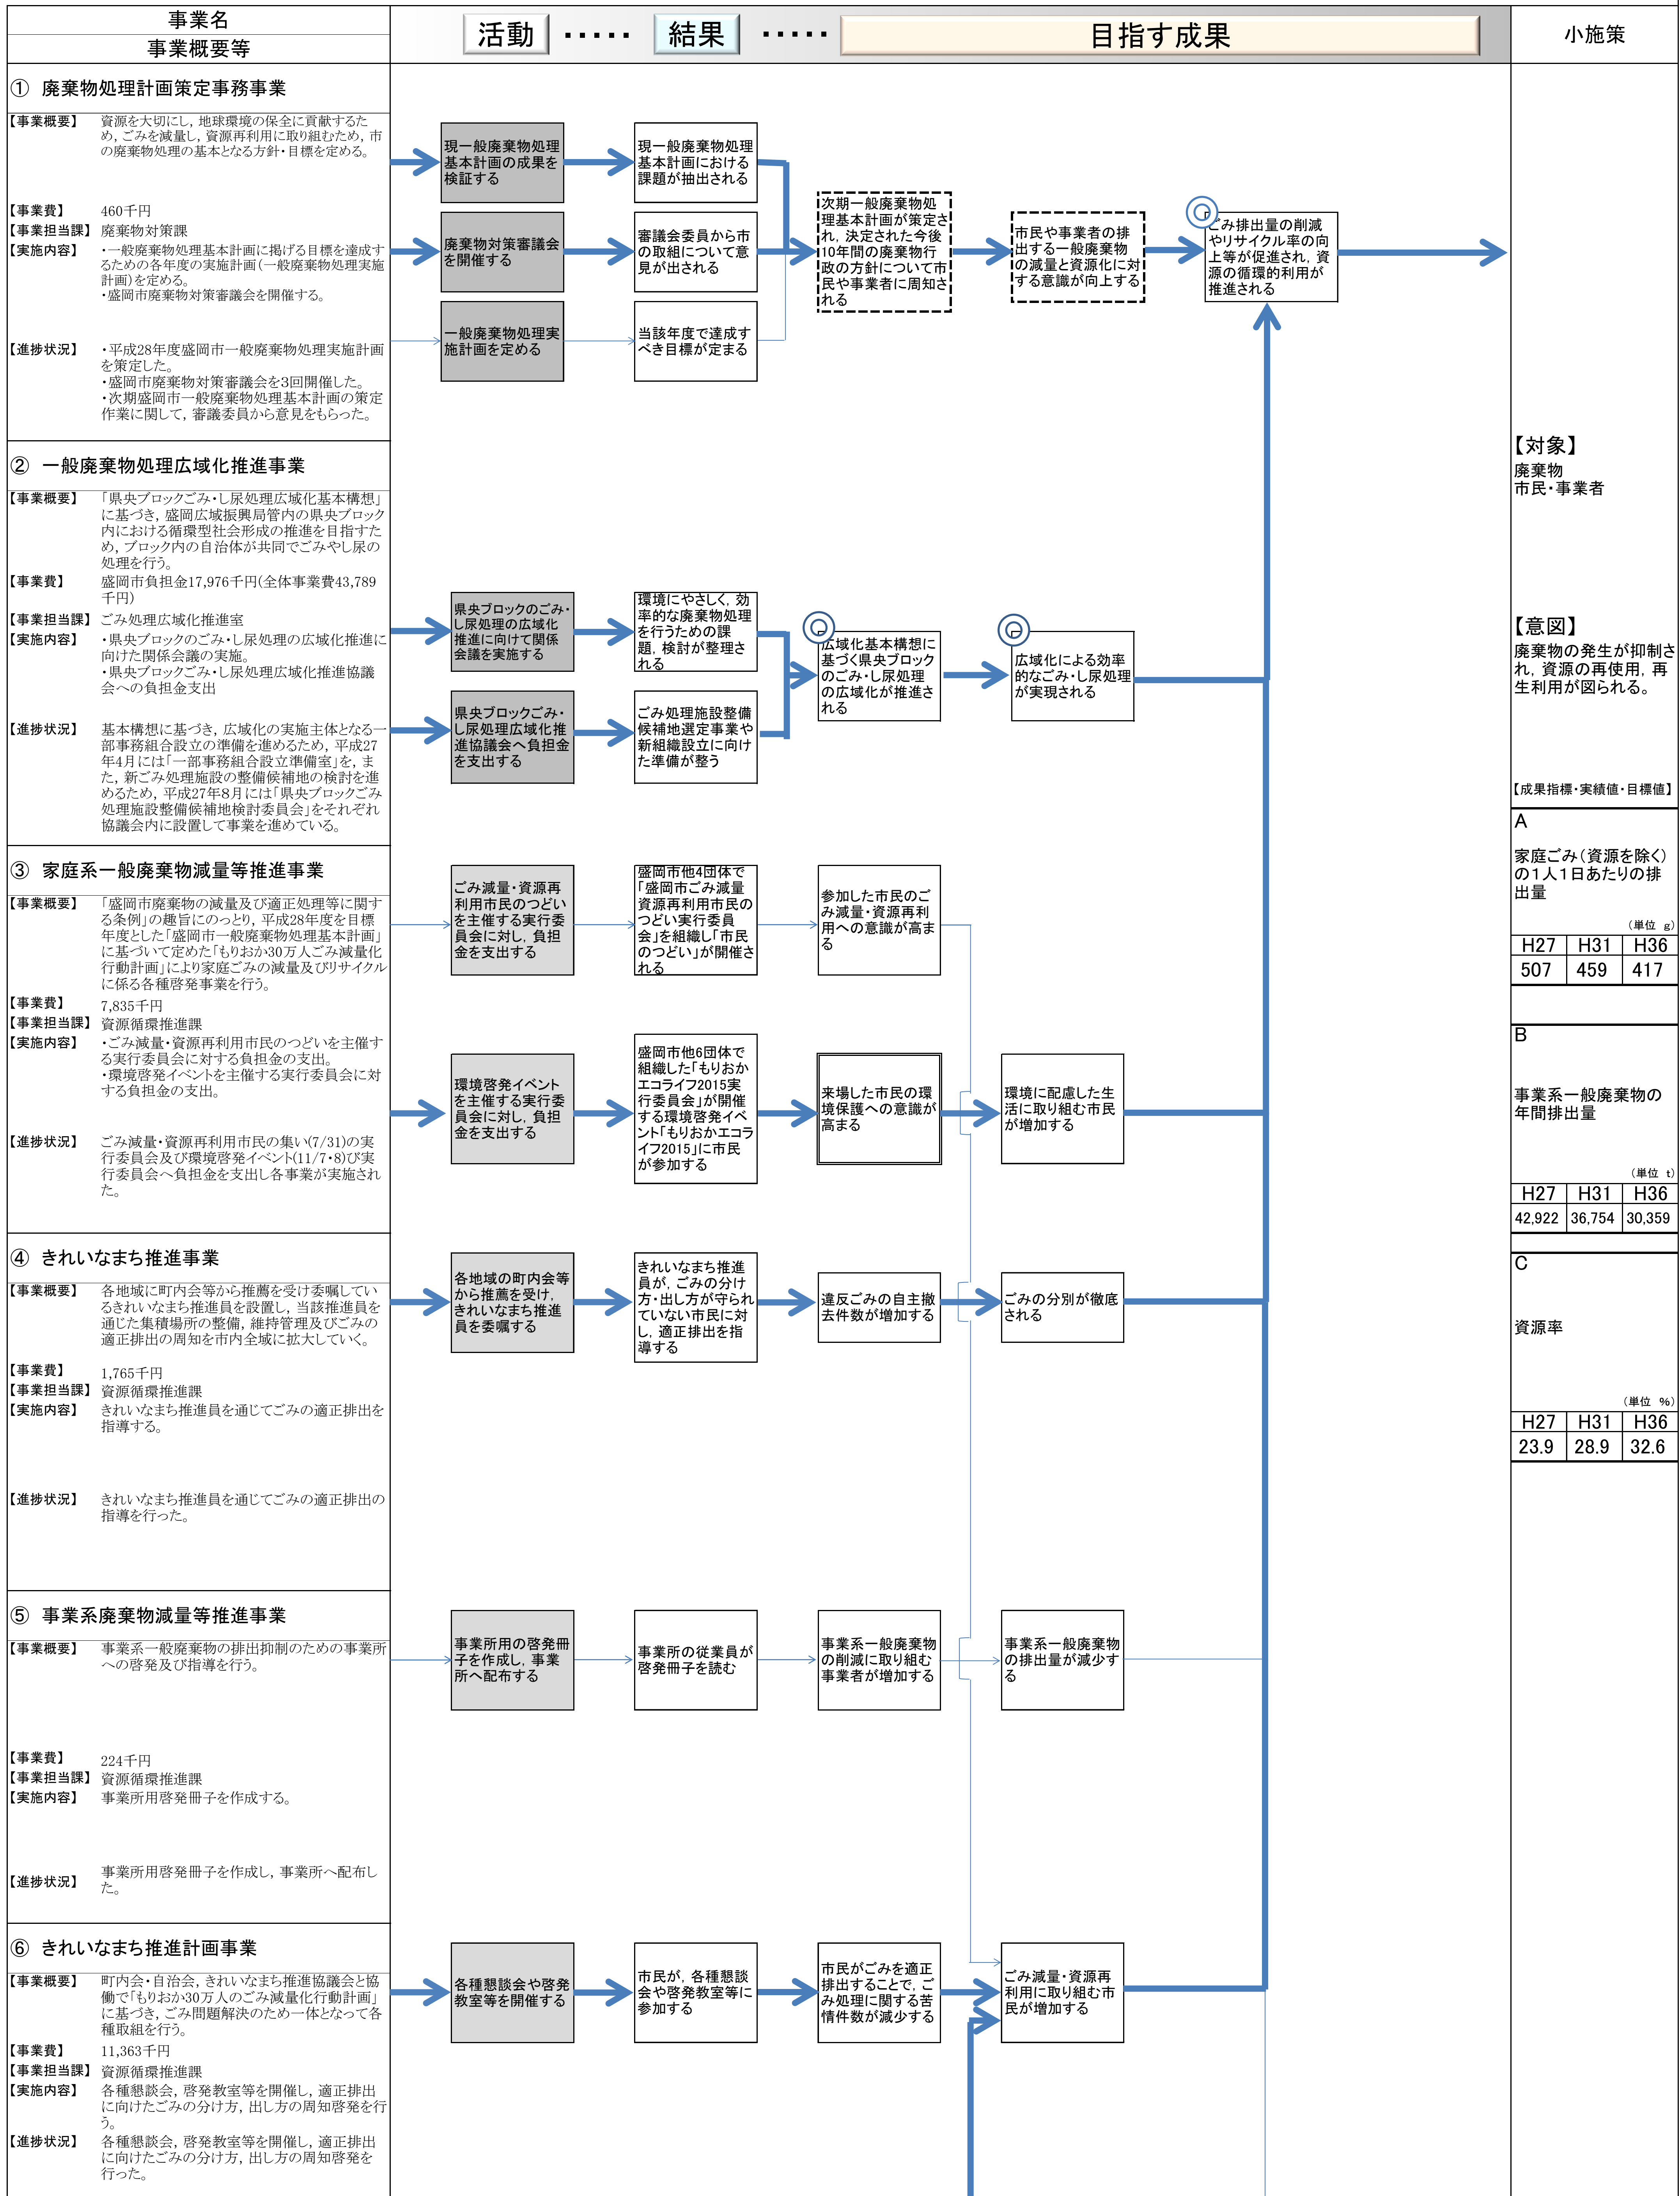 事業名
事業概要等
活動 ・・・・・ 結果 ・・・・・ 目指す成果
小施策
① 廃棄物処理計画策定事務事業
【事業概要】 資源を大切にし，地球環境の保全に貢献するた
め，ごみを減量し，資源再利用に取り組むため，市
の廃棄物処理の基本となる方針・目標を定める。
【事業費】 460千円
【事業担当課】 廃棄物対策課
【実施内容】 ・一般廃棄物処理基本計画に掲げる目標を達成す
るための各年度の実施計画（一般廃棄物処理実施
計画）を定める。
・盛岡市廃棄物対策審議会を開催する。
【進捗状況】 ・平成28年度盛岡市一般廃棄物処理実施計画
を策定した。
・盛岡市廃棄物対策審議会を３回開催した。
・次期盛岡市一般廃棄物処理基本計画の策定
作業に関して，審議委員から意見をもらった。
現一般廃棄物処理
基本計画の成果を
検証する
現一般廃棄物処理
基本計画における
課題が抽出される
廃棄物対策審議会
を開催する
審議会委員から市
の取組について意
見が出される
一般廃棄物処理実
施計画を定める
当該年度で達成す
べき目標が定まる
次期一般廃棄物処
理基本計画が策定さ
れ，決定された今後
10年間の廃棄物行
政の方針について市
民や事業者に周知さ
れる
市民や事業者の排
出する一般廃棄物
の減量と資源化に対
する意識が向上する
◎
ごみ排出量の削減
やリサイクル率の向
上等が促進され，資
源の循環的利用が
推進される
② 一般廃棄物処理広域化推進事業
【事業概要】 「県央ブロックごみ・し尿処理広域化基本構想」
に基づき，盛岡広域振興局管内の県央ブロック
内における循環型社会形成の推進を目指すた
め，ブロック内の自治体が共同でごみやし尿の
処理を行う。
【事業費】 盛岡市負担金17,976千円(全体事業費43,789
千円)
【事業担当課】 ごみ処理広域化推進室
【実施内容】 ・県央ブロックのごみ・し尿処理の広域化推進に
向けた関係会議の実施。
・県央ブロックごみ・し尿処理広域化推進協議
会への負担金支出
【進捗状況】 基本構想に基づき，広域化の実施主体となる一
部事務組合設立の準備を進めるため，平成27
年4月には「一部事務組合設立準備室」を，ま
た，新ごみ処理施設の整備候補地の検討を進
めるため，平成27年８月には「県央ブロックごみ
処理施設整備候補地検討委員会」をそれぞれ
協議会内に設置して事業を進めている。
県央ブロックのごみ・
し尿処理の広域化
推進に向けて関係
会議を実施する
環境にやさしく，効
率的な廃棄物処理
を行うための課
題，検討が整理さ
れる
県央ブロックごみ・
し尿処理広域化推
進協議会へ負担金
を支出する
ごみ処理施設整備
候補地選定事業や
新組織設立に向け
た準備が整う
◎
広域化基本構想に
基づく県央ブロック
のごみ・し尿処理
の広域化が推進さ
れる
◎
広域化による効率
的なごみ・し尿処理
が実現される
③ 家庭系一般廃棄物減量等推進事業
【事業概要】 「盛岡市廃棄物の減量及び適正処理等に関す
る条例」の趣旨にのっとり，平成28年度を目標
年度とした「盛岡市一般廃棄物処理基本計画」
に基づいて定めた「もりおか30万人ごみ減量化
行動計画」により家庭ごみの減量及びリサイクル
に係る各種啓発事業を行う。
【事業費】 7,835千円
【事業担当課】 資源循環推進課
【実施内容】 ・ごみ減量・資源再利用市民のつどいを主催す
る実行委員会に対する負担金の支出。
・環境啓発イベントを主催する実行委員会に対
する負担金の支出。
【進捗状況】 ごみ減量・資源再利用市民の集い(7/31)の実
行委員会及び環境啓発イベント(11/7・8)び実
行委員会へ負担金を支出し各事業が実施され
た。
ごみ減量・資源再
利用市民のつどい
を主催する実行委
員会に対し，負担
金を支出する
盛岡市他4団体で
「盛岡市ごみ減量
資源再利用市民の
つどい実行委員
会」を組織し「市民
のつどい」が開催さ
れる
参加した市民のご
み減量・資源再利
用への意識が高ま
る
環境啓発イベント
を主催する実行委
員会に対し，負担
金を支出する
盛岡市他6団体で
組織した「もりおか
エコライフ2015実
行委員会」が開催
する環境啓発イベ
ント「もりおかエコラ
イフ2015」に市民
が参加する
来場した市民の環
境保護への意識が
高まる
環境に配慮した生
活に取り組む市民
が増加する
④ きれいなまち推進事業
【事業概要】 各地域に町内会等から推薦を受け委嘱してい
るきれいなまち推進員を設置し，当該推進員を
通じた集積場所の整備，維持管理及びごみの
適正排出の周知を市内全域に拡大していく。
【事業費】 1,765千円
【事業担当課】 資源循環推進課
【実施内容】 きれいなまち推進員を通じてごみの適正排出を
指導する。
【進捗状況】 きれいなまち推進員を通じてごみの適正排出の
指導を行った。
各地域の町内会等
から推薦を受け，
きれいなまち推進
員を委嘱する
きれいなまち推進
員が，ごみの分け
方・出し方が守られ
ていない市民に対
し，適正排出を指
導する
違反ごみの自主撤
去件数が増加する
ごみの分別が徹底
される
⑤ 事業系廃棄物減量等推進事業
【事業概要】 事業系一般廃棄物の排出抑制のための事業所
への啓発及び指導を行う。
【事業費】 224千円
【事業担当課】 資源循環推進課
【実施内容】 事業所用啓発冊子を作成する。
【進捗状況】 事業所用啓発冊子を作成し，事業所へ配布し
た。
事業所用の啓発冊
子を作成し，事業
所へ配布する
事業所の従業員が
啓発冊子を読む
事業系一般廃棄物
の削減に取り組む
事業者が増加する
事業系一般廃棄物
の排出量が減少す
る
⑥ きれいなまち推進計画事業
【事業概要】 町内会・自治会，きれいなまち推進協議会と協
働で「もりおか30万人のごみ減量化行動計画」
に基づき，ごみ問題解決のため一体となって各
種取組を行う。
【事業費】 11,363千円
【事業担当課】 資源循環推進課
【実施内容】 各種懇談会，啓発教室等を開催し，適正排出
に向けたごみの分け方，出し方の周知啓発を行
う。
【進捗状況】 各種懇談会，啓発教室等を開催し，適正排出
に向けたごみの分け方，出し方の周知啓発を
行った。
各種懇談会や啓発
教室等を開催する
市民が，各種懇談
会や啓発教室等に
参加する
市民がごみを適正
排出することで，ご
み処理に関する苦
情件数が減少する
ごみ減量・資源再
利用に取り組む市
民が増加する
【対象】
廃棄物
市民・事業者
【意図】
廃棄物の発生が抑制さ
れ，資源の再使用，再
生利用が図られる。
【成果指標・実績値・目標値】
A
家庭ごみ（資源を除く）
の１人１日あたりの排
出量
（単位 ｇ）
H27 H31 H36
507 459 417
B
事業系一般廃棄物の
年間排出量
（単位 ｔ）
H27 H31 H36
42,922 36,754 30,359
C
資源率
（単位 ％）
H27 H31 H36
23.9 28.9 32.6